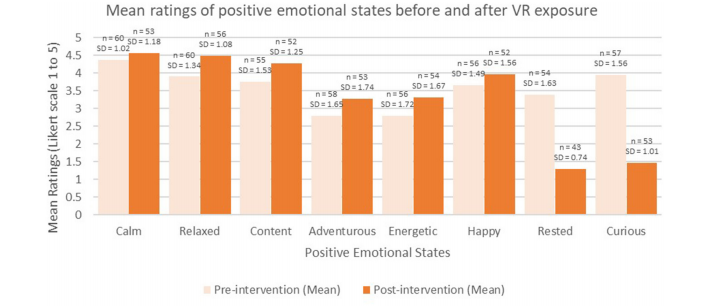 Mean ratings of positive emotional states before and after VR exposure
Mean Ratings (Likert scale 1 to 5)
5
4.5
4
3.5
3
2.5
2
1.5
1
0.5
0
n = 60
SD = 1.02
n = 53
SD = 1.18
n = 60
SD = 1.34
n = 56
SD = 1.08
n = 55
SD = 1.53
n = 52
SD = 1.25
n = 58
SD = 1.65
n = 53
SD = 1.74
n = 56
SD = 1.72
n = 54
SD = 1.67
n = 56
SD = 1.49
n = 52
SD = 1.56
n = 54
SD = 1.63
n = 43
SD = 0.74
n = 57
SD = 1.56
n = 53
SD = 1.01
Calm Relaxed Content Adventurous Energetic Happy Rested Curious
Positive Emotional States
Pre-intervention (Mean) Post-intervention (Mean)